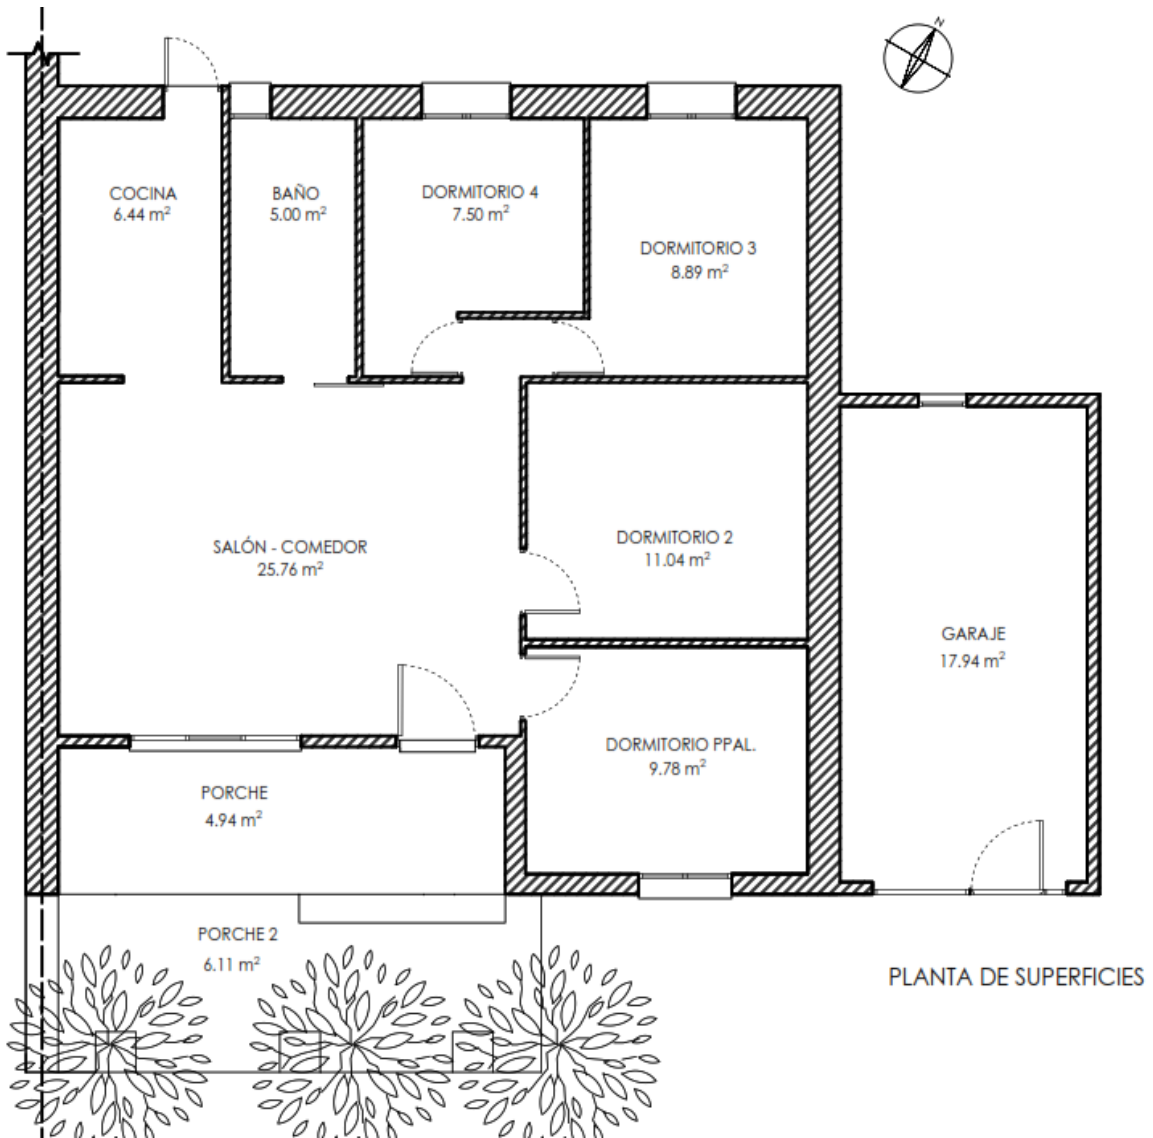 N
COCINA
6.44 m²
BAÑO
5.00 m²
DORMITORIO 4
7.50 m²
DORMITORIO 3
8.89 m²
SALÓN - COMEDOR
25.76 m²
DORMITORIO 2
11.04 m²
GARAJE
17.94 m²
DORMITORIO PPAL.
9.78 m²
PORCHE
4.94 m²
PORCHE 2
6.11 m²
PLANTA DE SUPERFICIES